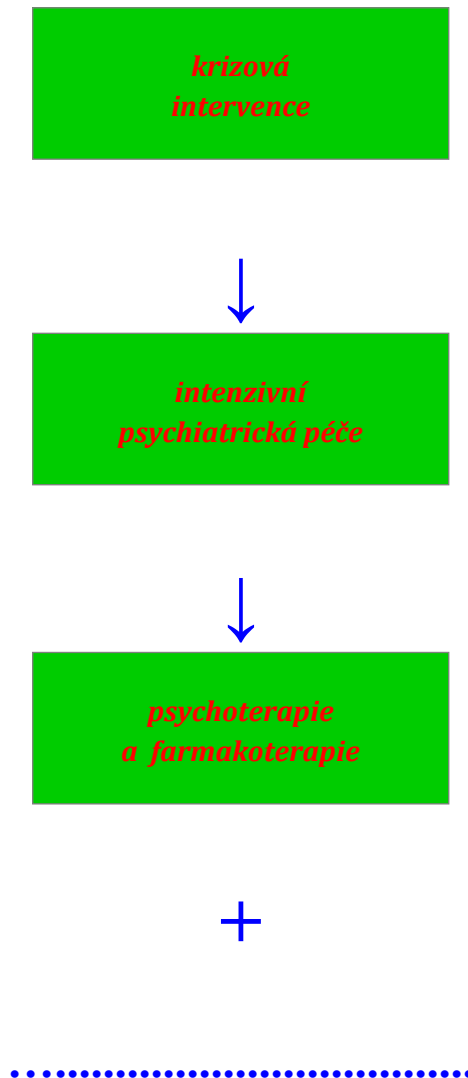 krizová
intervence
↓
intenzivní
psychiatrická péče
↓
psychoterapie
a farmakoterapie
+